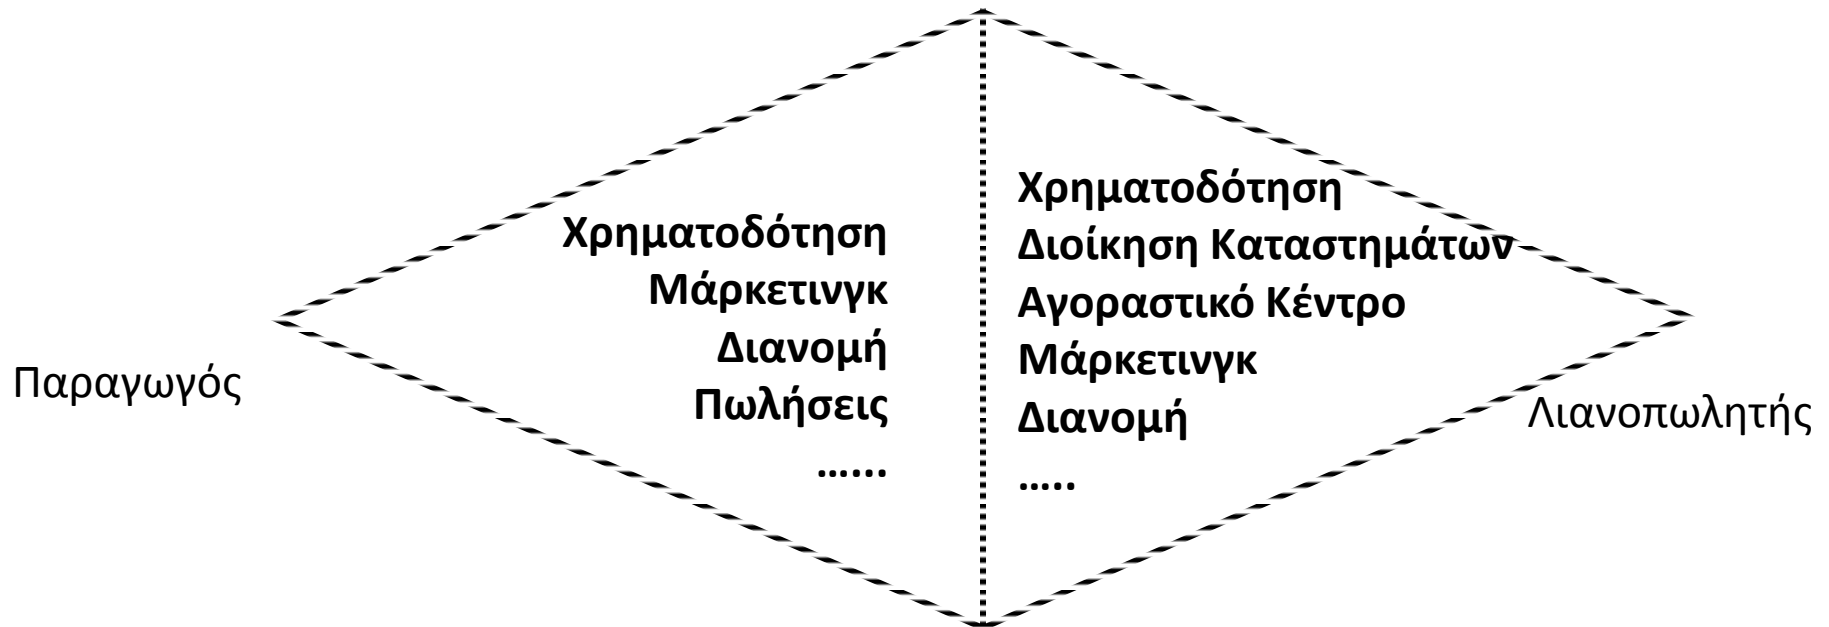 Παραγωγός
Χρηματοδότηση
Μάρκετινγκ
Διανομή
Πωλήσεις
......
Χρηματοδότηση
Διοίκηση Καταστημάτων
Αγοραστικό Κέντρο
Μάρκετινγκ
Διανομή
.....
Λιανοπωλητής